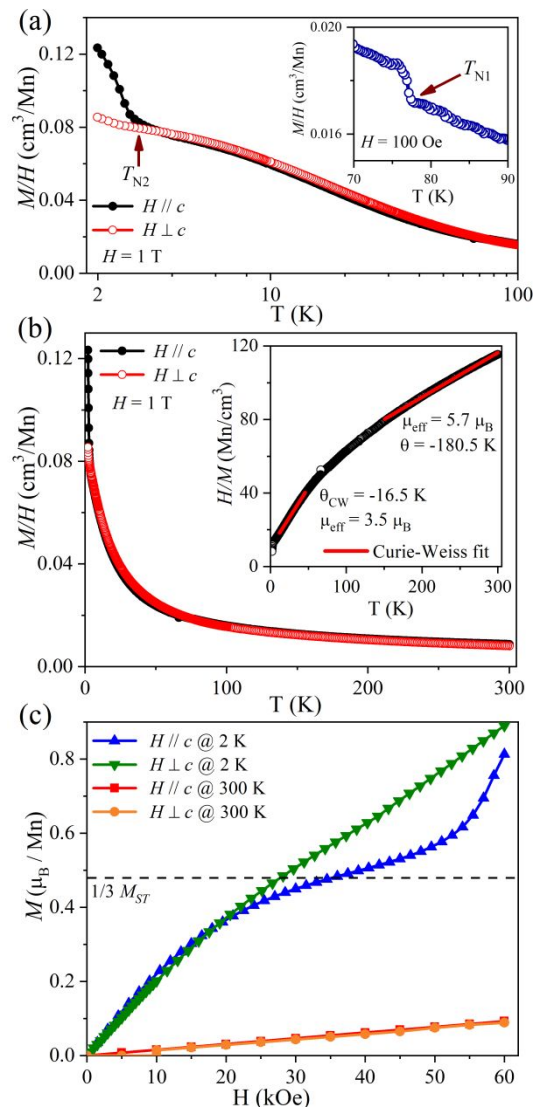 (a)
M/H (cm³/Mn)
0.12
0.08
0.04
0.00
T_N2
H // c
H ⊥ c
H = 1 T
2
10
100
T (K)
M/H (cm³/Mn)
0.020
0.016
T_N1
H = 100 Oe
70
80
90
T (K)
(b)
M/H (cm³/Mn)
0.12
0.08
0.04
0.00
H // c
H ⊥ c
H = 1 T
0
100
200
300
T (K)
H/M (Mn/cm³)
120
80
40
0
μ_eff = 5.7 μ_B
θ = -180.5 K
θ_CW = -16.5 K
μ_eff = 3.5 μ_B
Curie-Weiss fit
0
100
200
300
T (K)
(c)
M (μ_B / Mn)
0.8
0.6
0.4
0.2
0.0
H // c @ 2 K
H ⊥ c @ 2 K
H // c @ 300 K
H ⊥ c @ 300 K
1/3 M_ST
0
10
20
30
40
50
60
H (kOe)